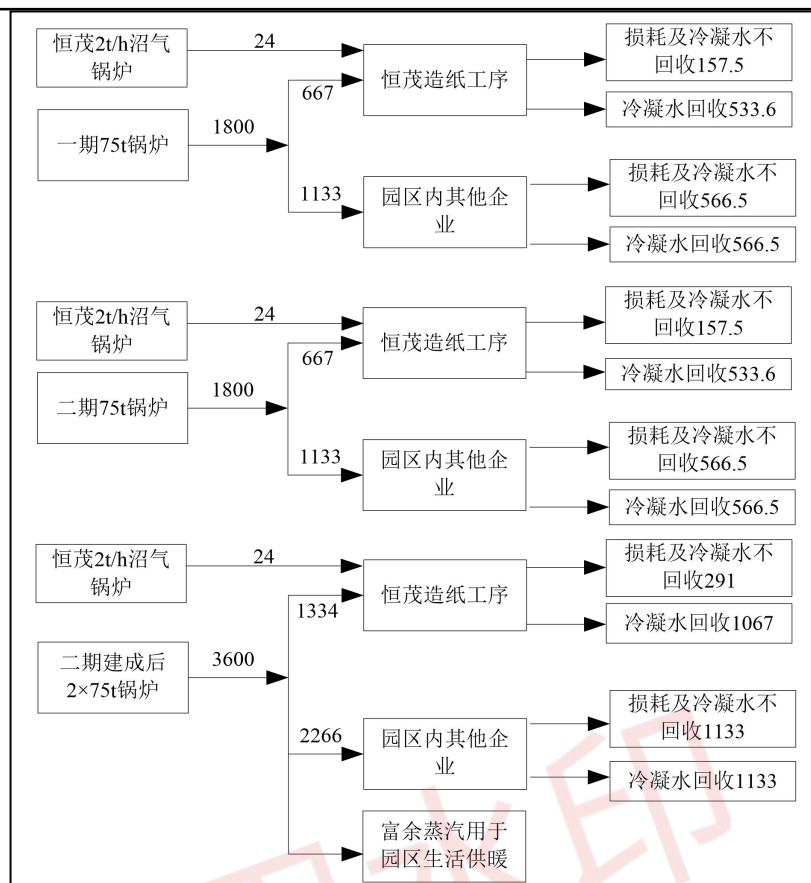 恒茂2t/h沼气
锅炉
24
恒茂造纸工序
损耗及冷凝水不
回收157.5
667
冷凝水回收533.6
一期75t锅炉
1800
1133
园区内其他企
业
损耗及冷凝水不
回收566.5
冷凝水回收566.5
恒茂2t/h沼气
锅炉
24
恒茂造纸工序
损耗及冷凝水不
回收157.5
667
冷凝水回收533.6
二期75t锅炉
1800
1133
园区内其他企
业
损耗及冷凝水不
回收566.5
冷凝水回收566.5
恒茂2t/h沼气
锅炉
24
恒茂造纸工序
损耗及冷凝水不
回收291
1334
冷凝水回收1067
二期建成后
2×75t锅炉
3600
2266
园区内其他企
业
损耗及冷凝水不
回收1133
冷凝水回收1133
富余蒸汽用于
园区生活供暖
水印